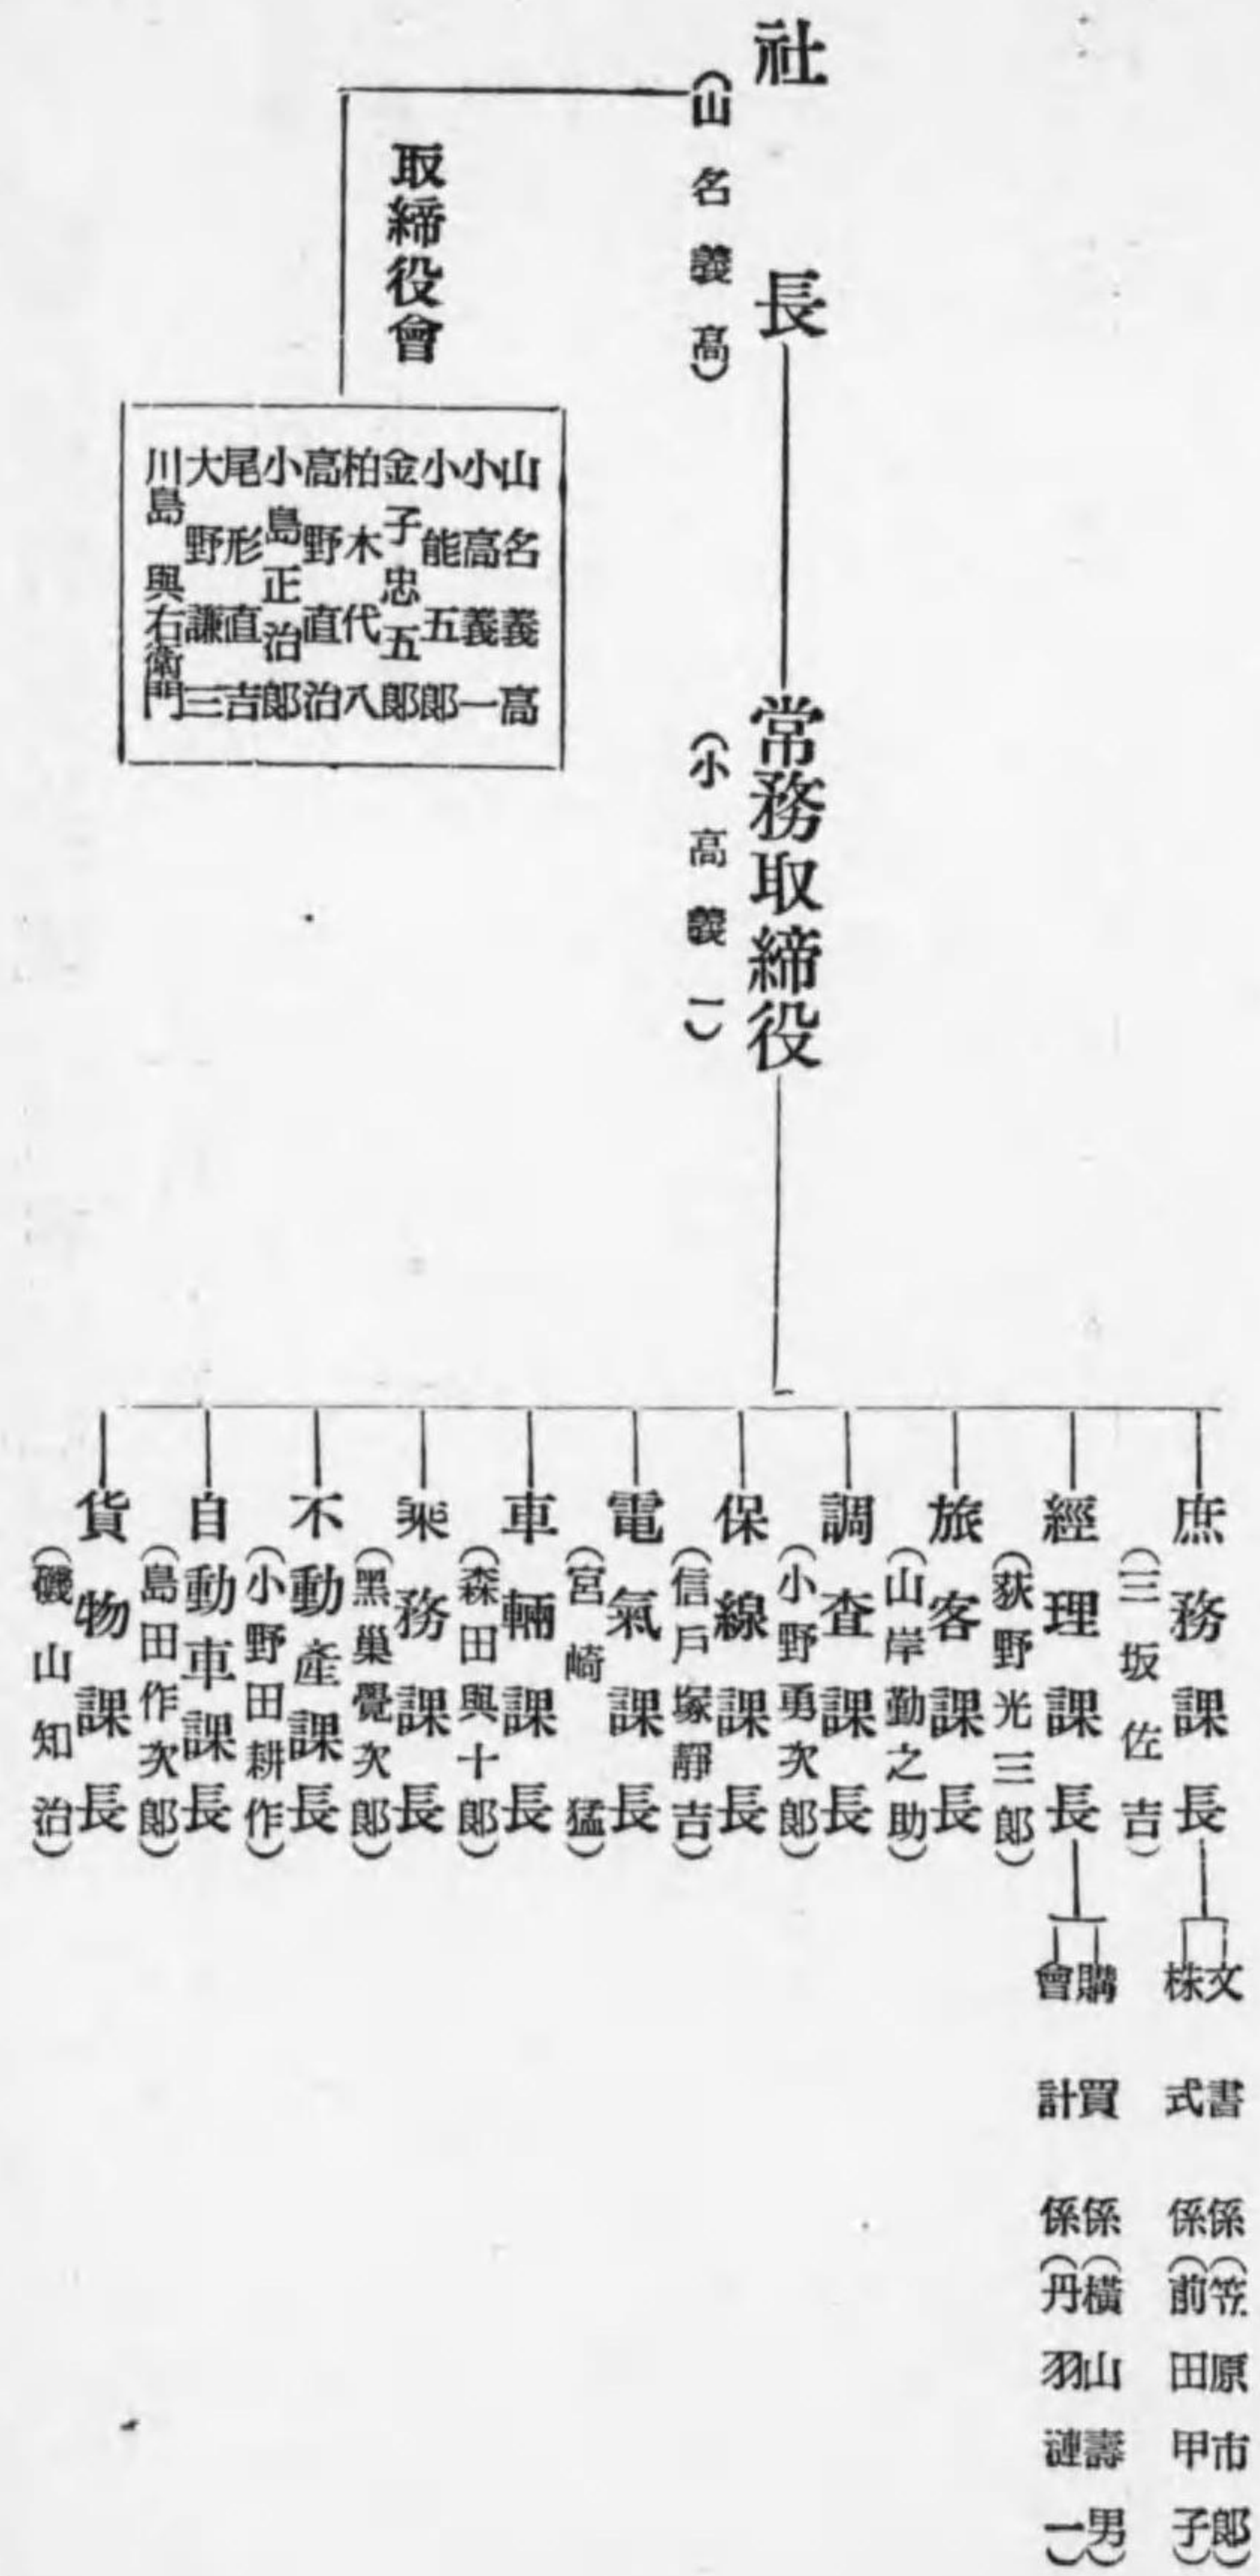 社長
(山名義高)
常務取締役
(小高義一)
取締役會
山名義高
小高義一
小能五郎
金子忠五郎
柏木代八
高野直治
小島正治郎
尾形直吉
大野謙三
川島與右衞門
庶務課長
(三坂佐吉)
文書係(笠原市郎)
株式係(前田甲子)
經理課長
(荻野光三郎)
購買係(橫山壽男)
會計係(丹羽漣一)
旅客課長
(山岸勤之助)
調査課長
(小野勇次郎)
保線課長
(信戶塚靜吉)
電氣課長
(宮崎猛)
車輛課長
(森田與十郎)
乘務課長
(黑巢覺次郎)
不動產課長
(小野田耕作)
自動車課長
(島田作次郎)
貨物課長
(磯山知治)